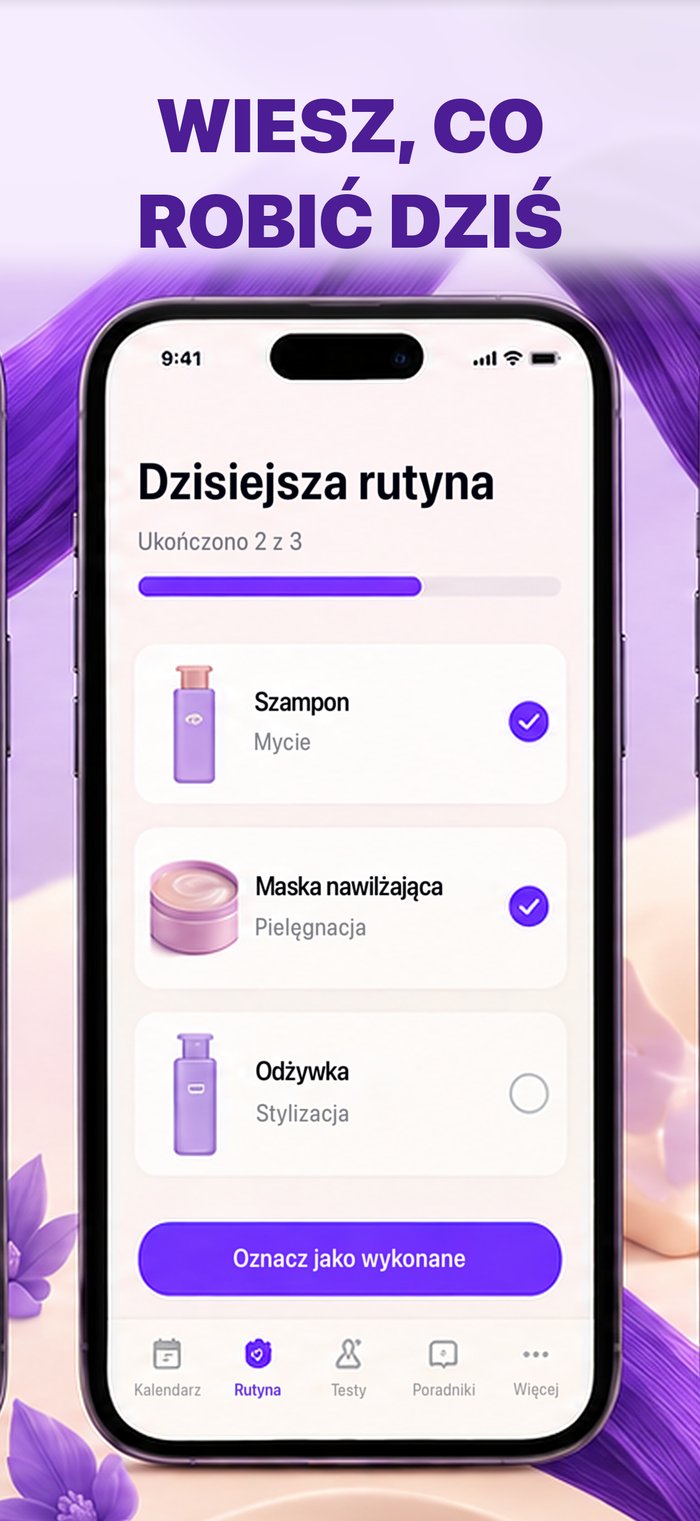 WIESZ, CO
ROBIĆ DZIŚ
9:41
Dzisiejsza rutyna
Ukończono 2 z 3
Szampon
Mycie
Maska nawilżająca
Pielęgnacja
Odżywka
Stylizacja
Oznacz jako wykonane
Kalendarz
Rutyna
Testy
Poradniki
Więcej